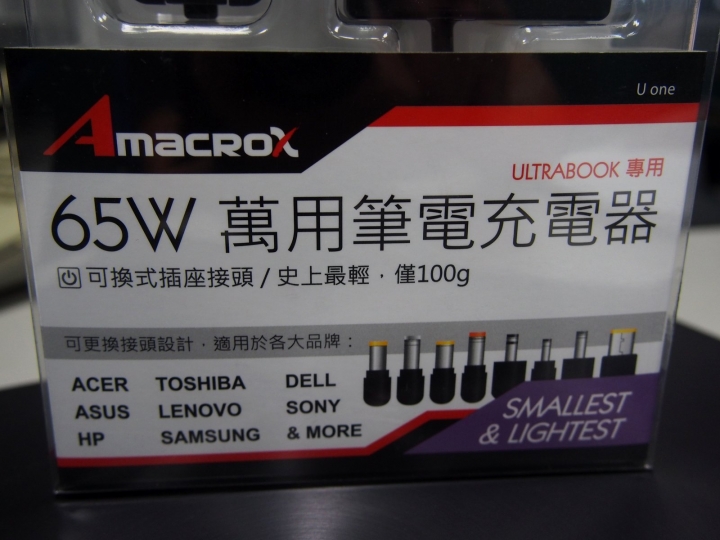 U one
AmacroX
ULTRABOOK 專用
65W 萬用筆電充電器
可換式插座接頭 / 史上最輕，僅100g
可更換接頭設計，適用於各大品牌：
ACER TOSHIBA DELL
ASUS LENOVO SONY
HP SAMSUNG & MORE
SMALLEST
& LIGHTEST